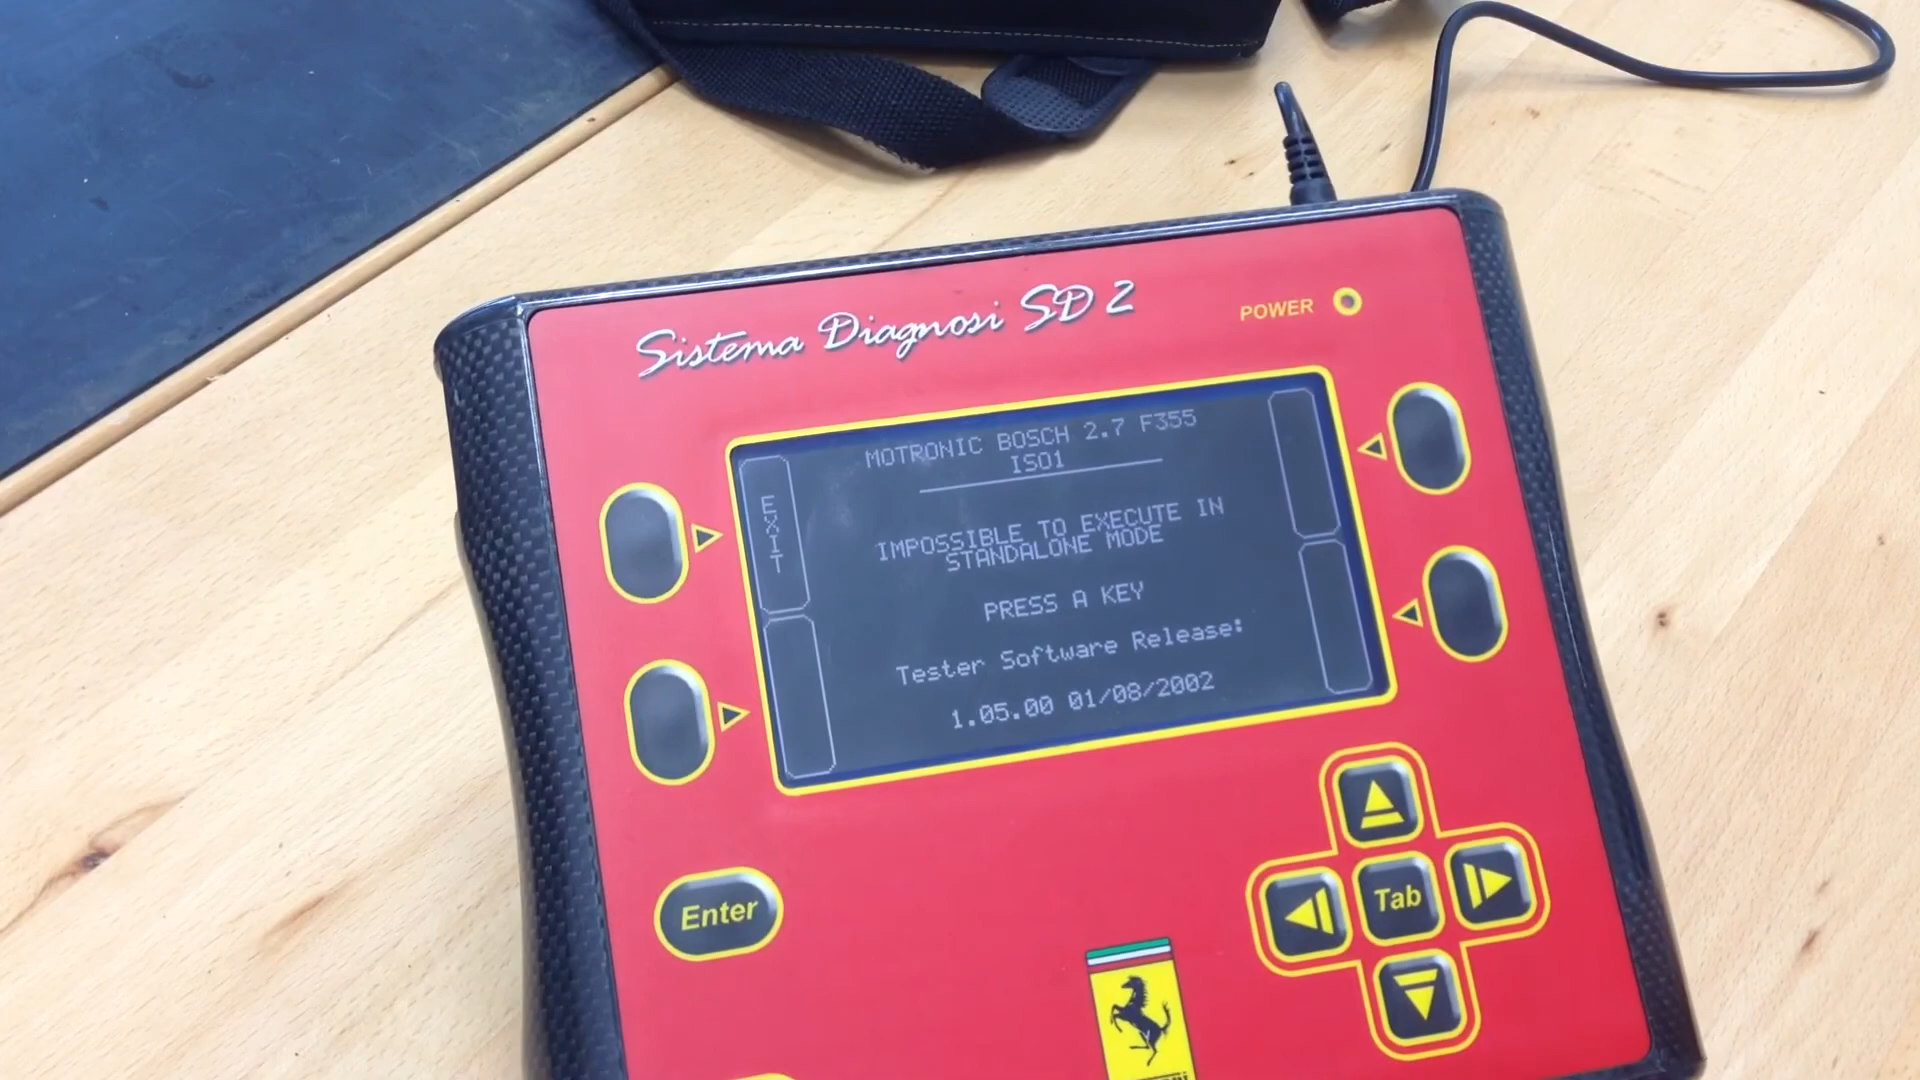 Sistema Diagnosi SD 2
POWER
MOTRONIC BOSCH 2.7 F355
ISO1
EXIT
IMPOSSIBLE TO EXECUTE IN
STANDALONE MODE
PRESS A KEY
Tester Software Release:
1.05.00 01/08/2002
Enter
Tab